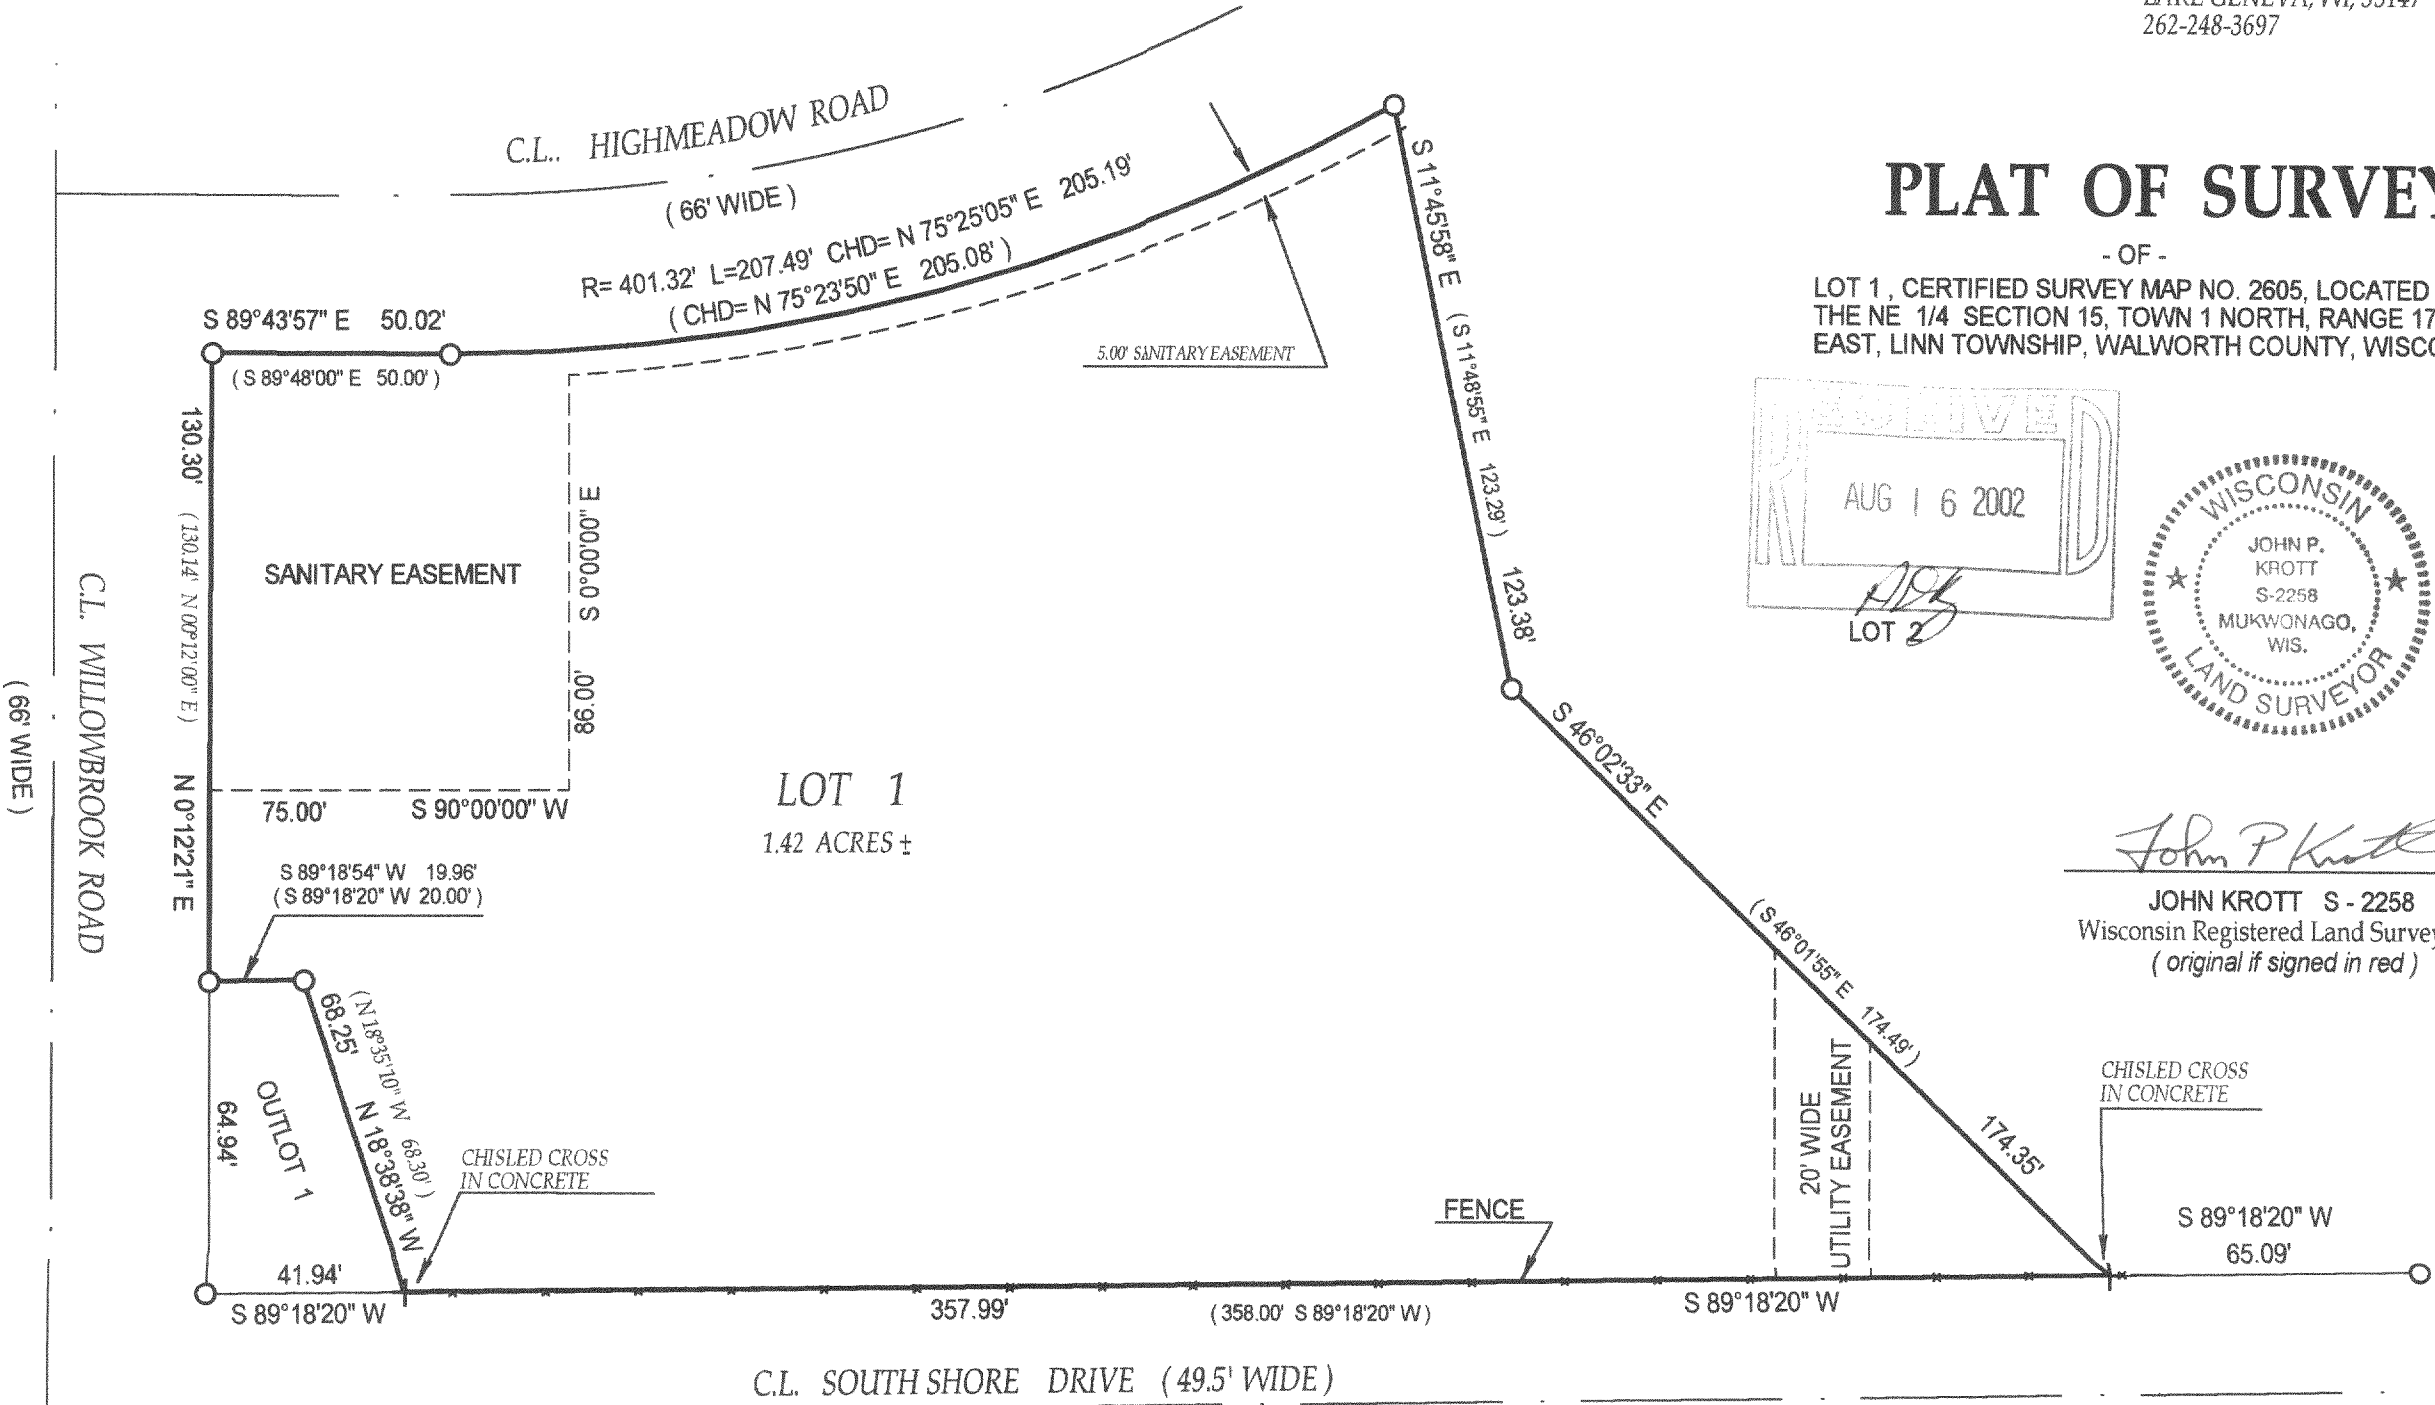 262-248-3697
C.L.. HIGHMEADOW ROAD
( 66' WIDE )
R= 401.32' L=207.49' CHD= N 75°25'05" E 205.19'
( CHD= N 75°23'50" E 205.08' )
S 89°43'57" E 50.02'
( S 89°48'00" E 50.00' )
5.00' SANITARY EASEMENT
S 11°45'58" E
( S 11°48'55" E 123.29' )
123.38'
PLAT OF SURVEY
- OF -
LOT 1 , CERTIFIED SURVEY MAP NO. 2605, LOCATED
THE NE 1/4 SECTION 15, TOWN 1 NORTH, RANGE 17
EAST, LINN TOWNSHIP, WALWORTH COUNTY,
RECEIVED
AUG 16 2002
LOT 2
WISCONSIN
JOHN P.
KROTT
S-2258
MUKWONAGO,
WIS.
LAND SURVEYOR
130.30'
( 130.14' N 00°12'00" E )
N 0°12'21" E
SANITARY EASEMENT
S 0°00'00" E
86.00'
75.00' S 90°00'00" W
C.L. WILLOWBROOK ROAD
( 66' WIDE )
LOT 1
1.42 ACRES ±
S 89°18'54" W 19.96'
( S 89°18'20" W 20.00' )
S 46°02'33" E
( S 46°01'55" E 174.49' )
174.35'
John P Krott
JOHN KROTT S - 2258
Wisconsin Registered Land
( original if signed in red )
68.25'
( N 18°35'10" W 68.30' )
N 18°38'38" W
OUTLOT 1
64.94'
CHISLED CROSS
IN CONCRETE
FENCE
20' WIDE
UTILITY EASEMENT
CHISLED CROSS
IN CONCRETE
S 89°18'20" W
65.09'
41.94'
S 89°18'20" W
357.99'
( 358.00' S 89°18'20" W )
S 89°18'20" W
C.L. SOUTH SHORE DRIVE ( 49.5' WIDE )